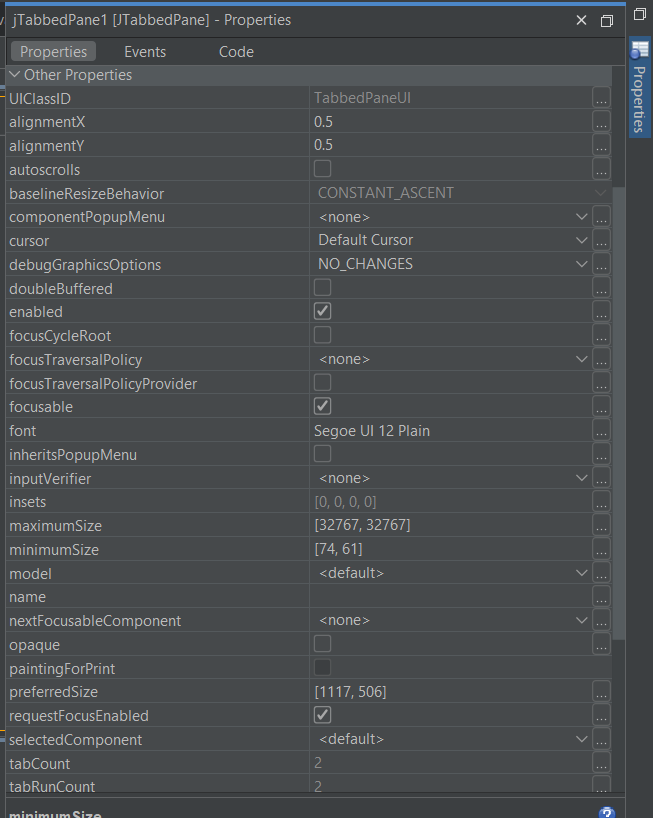 jTabbedPane1 [JTabbedPane] - Properties
Properties Events Code
Other Properties
UIClassID TabbedPaneUI ...
alignmentX 0.5 ...
alignmentY 0.5 ...
autoscrolls ...
baselineResizeBehavior CONSTANT_ASCENT
componentPopupMenu <none> ...
cursor Default Cursor ...
debugGraphicsOptions NO_CHANGES ...
doubleBuffered ...
enabled ...
focusCycleRoot ...
focusTraversalPolicy <none> ...
focusTraversalPolicyProvider ...
focusable ...
font Segoe UI 12 Plain ...
inheritsPopupMenu ...
inputVerifier <none> ...
insets [0, 0, 0, 0] ...
maximumSize [32767, 32767] ...
minimumSize [74, 61] ...
model <default> ...
name ...
nextFocusableComponent <none> ...
opaque ...
paintingForPrint
preferredSize [1117, 506] ...
requestFocusEnabled ...
selectedComponent <default> ...
tabCount 2 ...
tabRunCount 2 ...
minimumSize
Properties